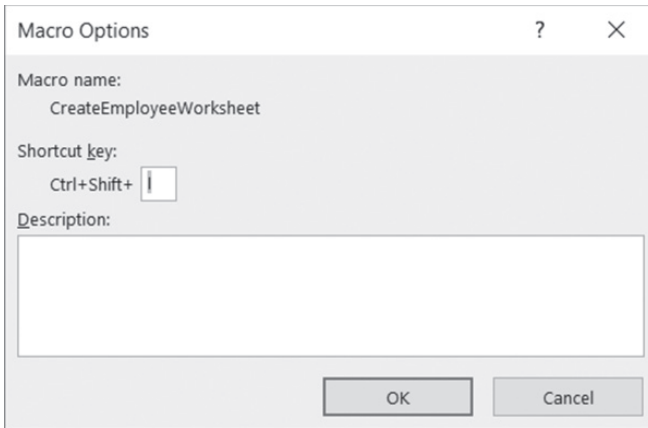 Macro Options ? ×
Macro name:
CreateEmployeeWorksheet
Shortcut key:
Ctrl+Shift+ I
Description:
OK Cancel